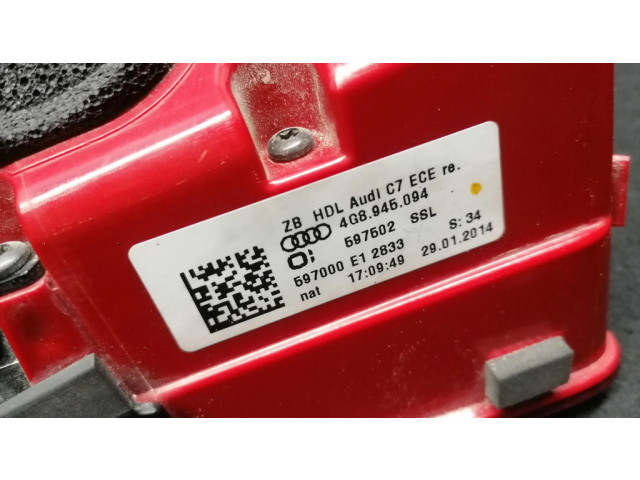 ZB HDL Audi C7 ECE re.
4G8.945.094
597502 SSL
597000 E1 2833 S: 34
nat 17:09:49 29.01.2014